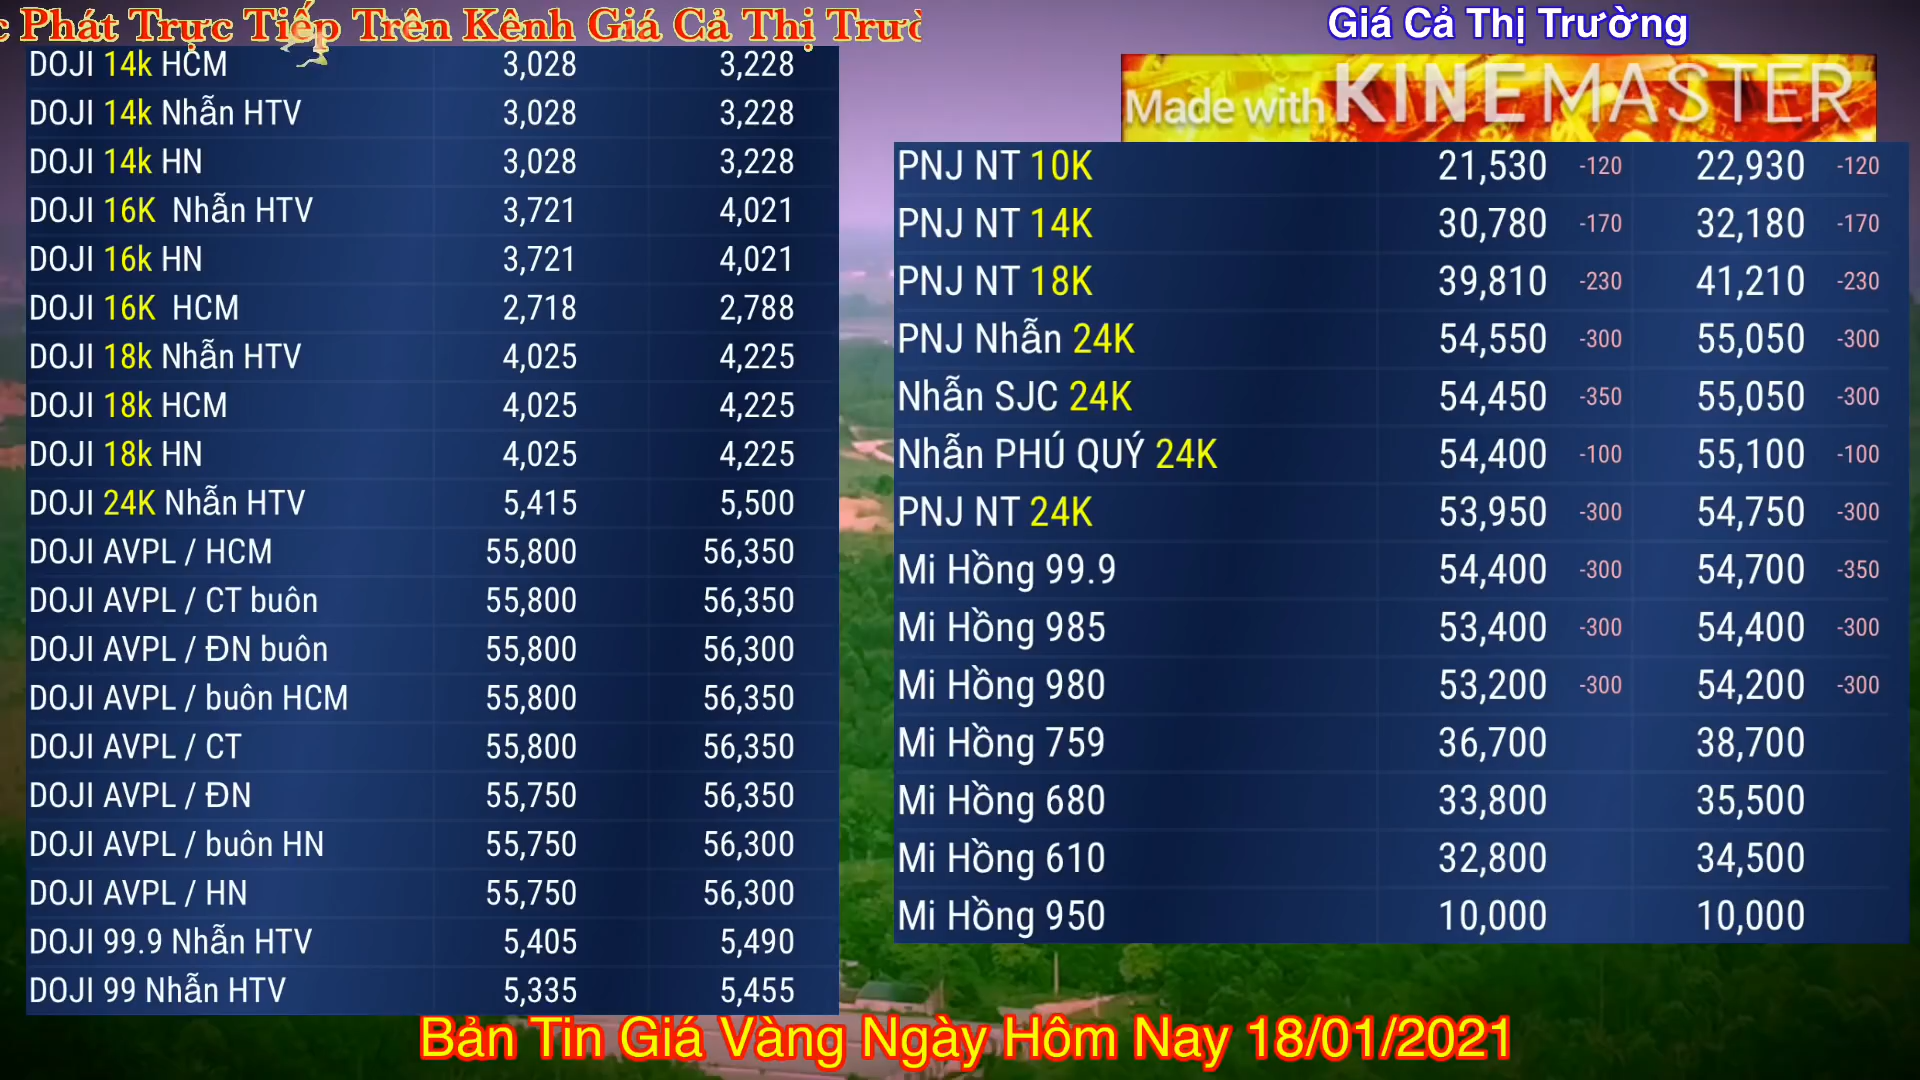 Phát Trực Tiếp Trên Kênh Giá Cả Thị
Giá Cả Thị Trường
Made with KINEMASTER
DOJI 14k HCM 3,028 3,228
DOJI 14k Nhẫn HTV 3,028 3,228
DOJI 14k HN 3,028 3,228
DOJI 16K Nhẫn HTV 3,721 4,021
DOJI 16k HN 3,721 4,021
DOJI 16K HCM 2,718 2,788
DOJI 18k Nhẫn HTV 4,025 4,225
DOJI 18k HCM 4,025 4,225
DOJI 18k HN 4,025 4,225
DOJI 24K Nhẫn HTV 5,415 5,500
DOJI AVPL / HCM 55,800 56,350
DOJI AVPL / CT buôn 55,800 56,350
DOJI AVPL / ĐN buôn 55,800 56,300
DOJI AVPL / buôn HCM 55,800 56,350
DOJI AVPL / CT 55,800 56,350
DOJI AVPL / ĐN 55,750 56,350
DOJI AVPL / buôn HN 55,750 56,300
DOJI AVPL / HN 55,750 56,300
DOJI 99.9 Nhẫn HTV 5,405 5,490
DOJI 99 Nhẫn HTV 5,335 5,455
PNJ NT 10K 21,530 -120 22,930 -120
PNJ NT 14K 30,780 -170 32,180 -170
PNJ NT 18K 39,810 -230 41,210 -230
PNJ Nhẫn 24K 54,550 -300 55,050 -300
Nhẫn SJC 24K 54,450 -350 55,050 -300
Nhẫn PHÚ QUÝ 24K 54,400 -100 55,100 -100
PNJ NT 24K 53,950 -300 54,750 -300
Mi Hồng 99.9 54,400 -300 54,700 -350
Mi Hồng 985 53,400 -300 54,400 -300
Mi Hồng 980 53,200 -300 54,200 -300
Mi Hồng 759 36,700 38,700
Mi Hồng 680 33,800 35,500
Mi Hồng 610 32,800 34,500
Mi Hồng 950 10,000 10,000
Bản Tin Giá Vàng Ngày Hôm Nay 18/01/2021